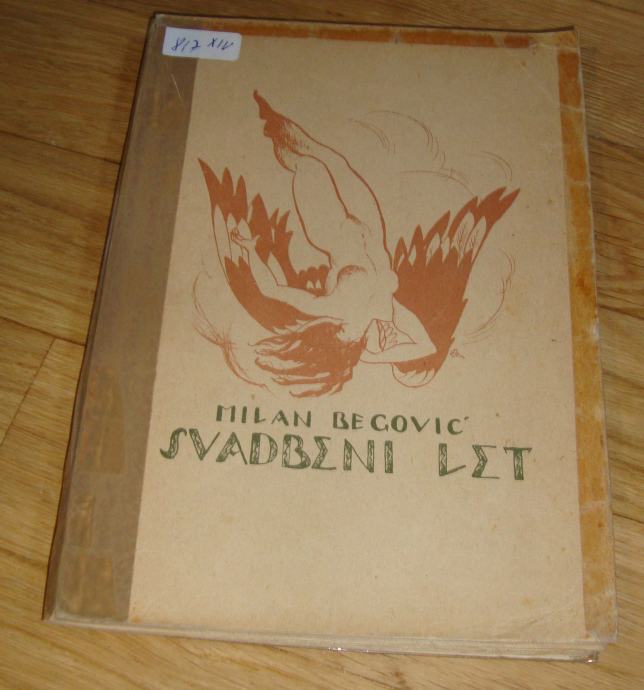 817 XIV
MILAN BEGOVIĆ
SVADBENI LET